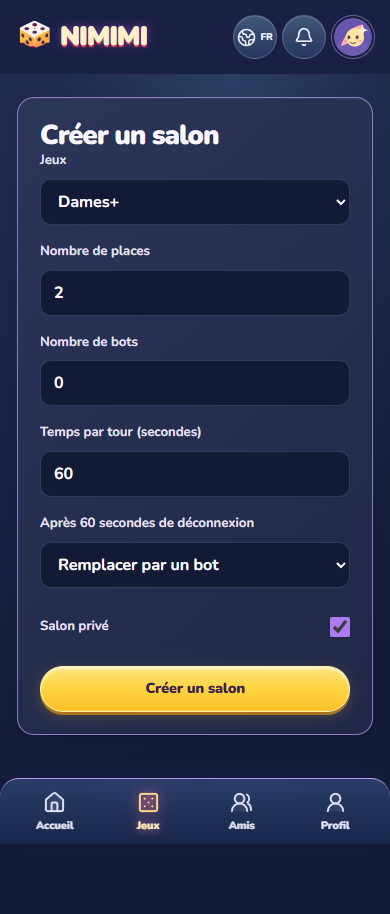 NIMIMI
FR
Créer un salon
Jeux
Dames+
Nombre de places
2
Nombre de bots
0
Temps par tour (secondes)
60
Après 60 secondes de déconnexion
Remplacer par un bot
Salon privé
Créer un salon
Accueil
Jeux
Amis
Profil